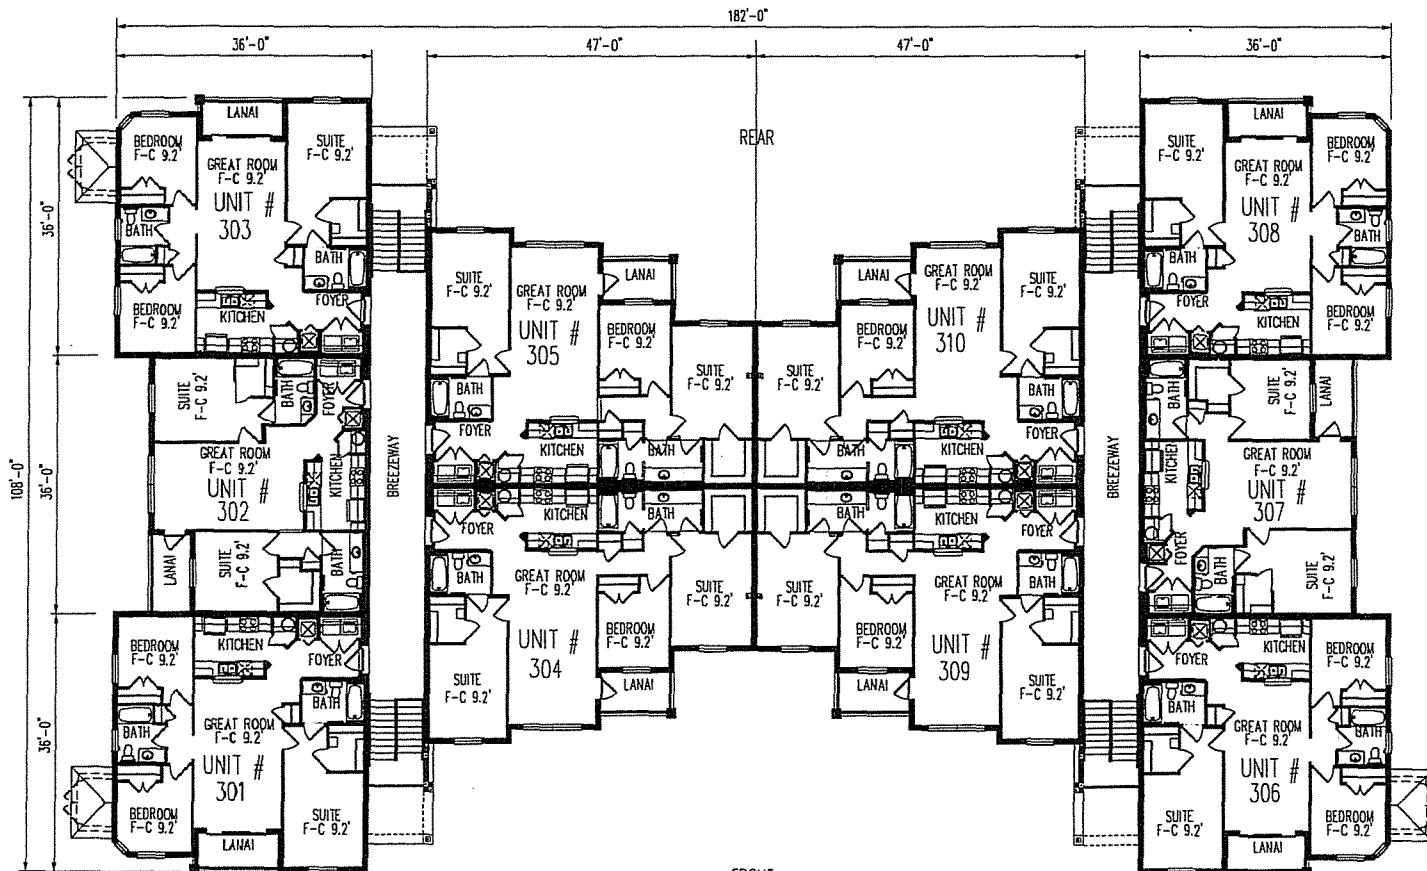 182'-0"
36'-0"
47'-0"
47'-0"
36'-0"
108'-0"
36'-0"
36'-0"
36'-0"
REAR
BREEZEWAY
BREEZEWAY
LANAI
BEDROOM
F-C 9.2'
GREAT ROOM
F-C 9.2'
SUITE
F-C 9.2'
UNIT #
303
BATH
BATH
BEDROOM
F-C 9.2'
FOYER
KITCHEN
SUITE
F-C 9.2'
BATH
FOYER
GREAT ROOM
F-C 9.2'
UNIT #
302
KITCHEN
LANAI
SUITE
F-C 9.2'
BATH
BEDROOM
F-C 9.2'
KITCHEN
FOYER
BATH
BATH
GREAT ROOM
F-C 9.2'
UNIT #
301
BEDROOM
F-C 9.2'
SUITE
F-C 9.2'
LANAI
SUITE
F-C 9.2'
GREAT ROOM
F-C 9.2'
LANAI
UNIT #
305
BEDROOM
F-C 9.2'
SUITE
F-C 9.2'
BATH
FOYER
KITCHEN
BATH
KITCHEN
BATH
FOYER
BATH
GREAT ROOM
F-C 9.2'
SUITE
F-C 9.2'
UNIT #
304
BEDROOM
F-C 9.2'
SUITE
F-C 9.2'
LANAI
LANAI
GREAT ROOM
F-C 9.2'
SUITE
F-C 9.2'
UNIT #
310
BEDROOM
F-C 9.2'
SUITE
F-C 9.2'
BATH
BATH
KITCHEN
FOYER
BATH
KITCHEN
FOYER
BATH
SUITE
F-C 9.2'
GREAT ROOM
F-C 9.2'
BEDROOM
F-C 9.2'
UNIT #
309
SUITE
F-C 9.2'
LANAI
LANAI
SUITE
F-C 9.2'
GREAT ROOM
F-C 9.2'
BEDROOM
F-C 9.2'
UNIT #
308
BATH
BATH
FOYER
KITCHEN
BEDROOM
F-C 9.2'
BATH
SUITE
F-C 9.2'
LANAI
KITCHEN
GREAT ROOM
F-C 9.2'
UNIT #
307
FOYER
BATH
SUITE
F-C 9.2'
FOYER
KITCHEN
BEDROOM
F-C 9.2'
BATH
GREAT ROOM
F-C 9.2'
BATH
UNIT #
306
SUITE
F-C 9.2'
BEDROOM
F-C 9.2'
LANAI